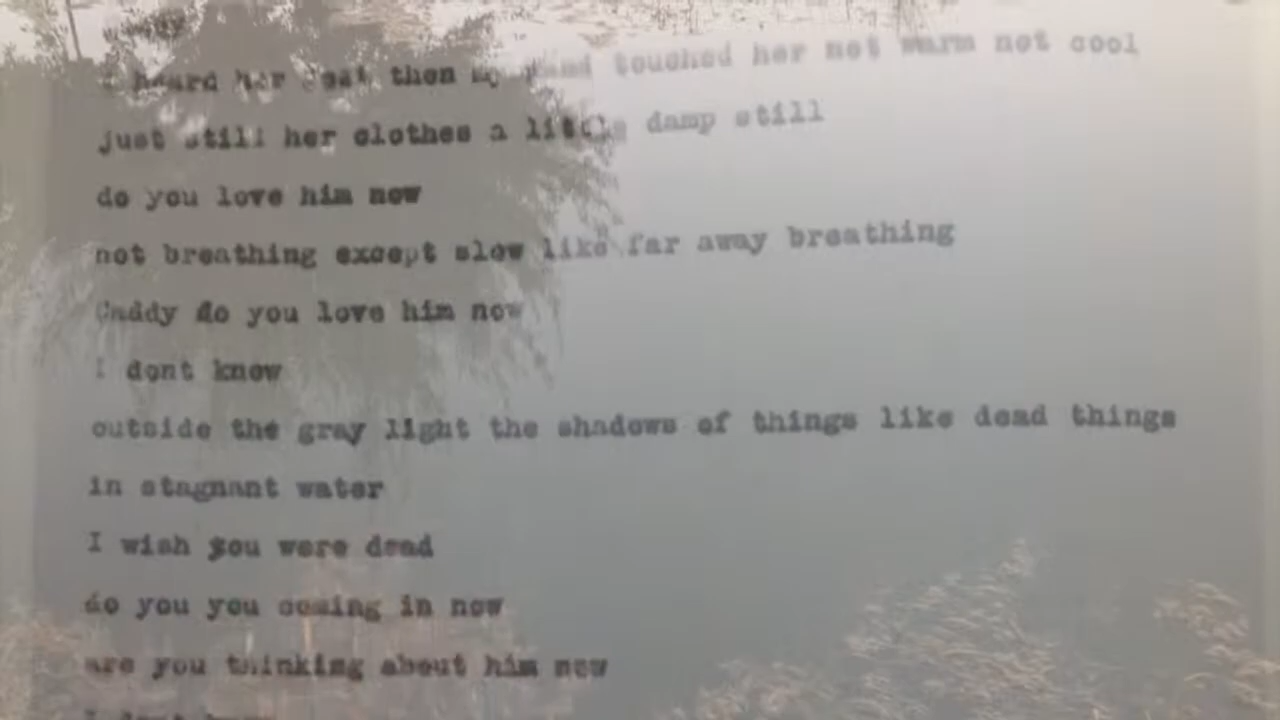 I heard her heat then my hand touched her not warm not cool
just still her clothes a little damp still
do you love him now
not breathing except slow like far away breathing
Caddy do you love him now
I dont know
outside the gray light the shadows of things like dead things
in stagnant water
I wish you were dead
do you you coming in now
are you thinking about him now
I dont know